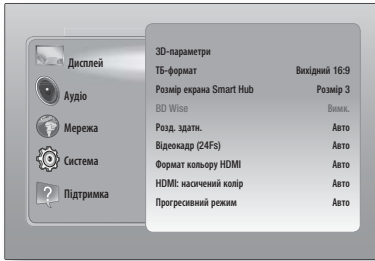 Дисплей
Аудіо
Мережа
Система
Підтримка
3D-параметри
ТБ-формат Вихідний 16:9
Розмір екрана Smart Hub Розмір 3
BD Wise Вимк.
Розд. здатн. Авто
Відеокадр (24Fs) Авто
Формат кольору HDMI Авто
HDMI: насичений колір Авто
Прогресивний режим Авто